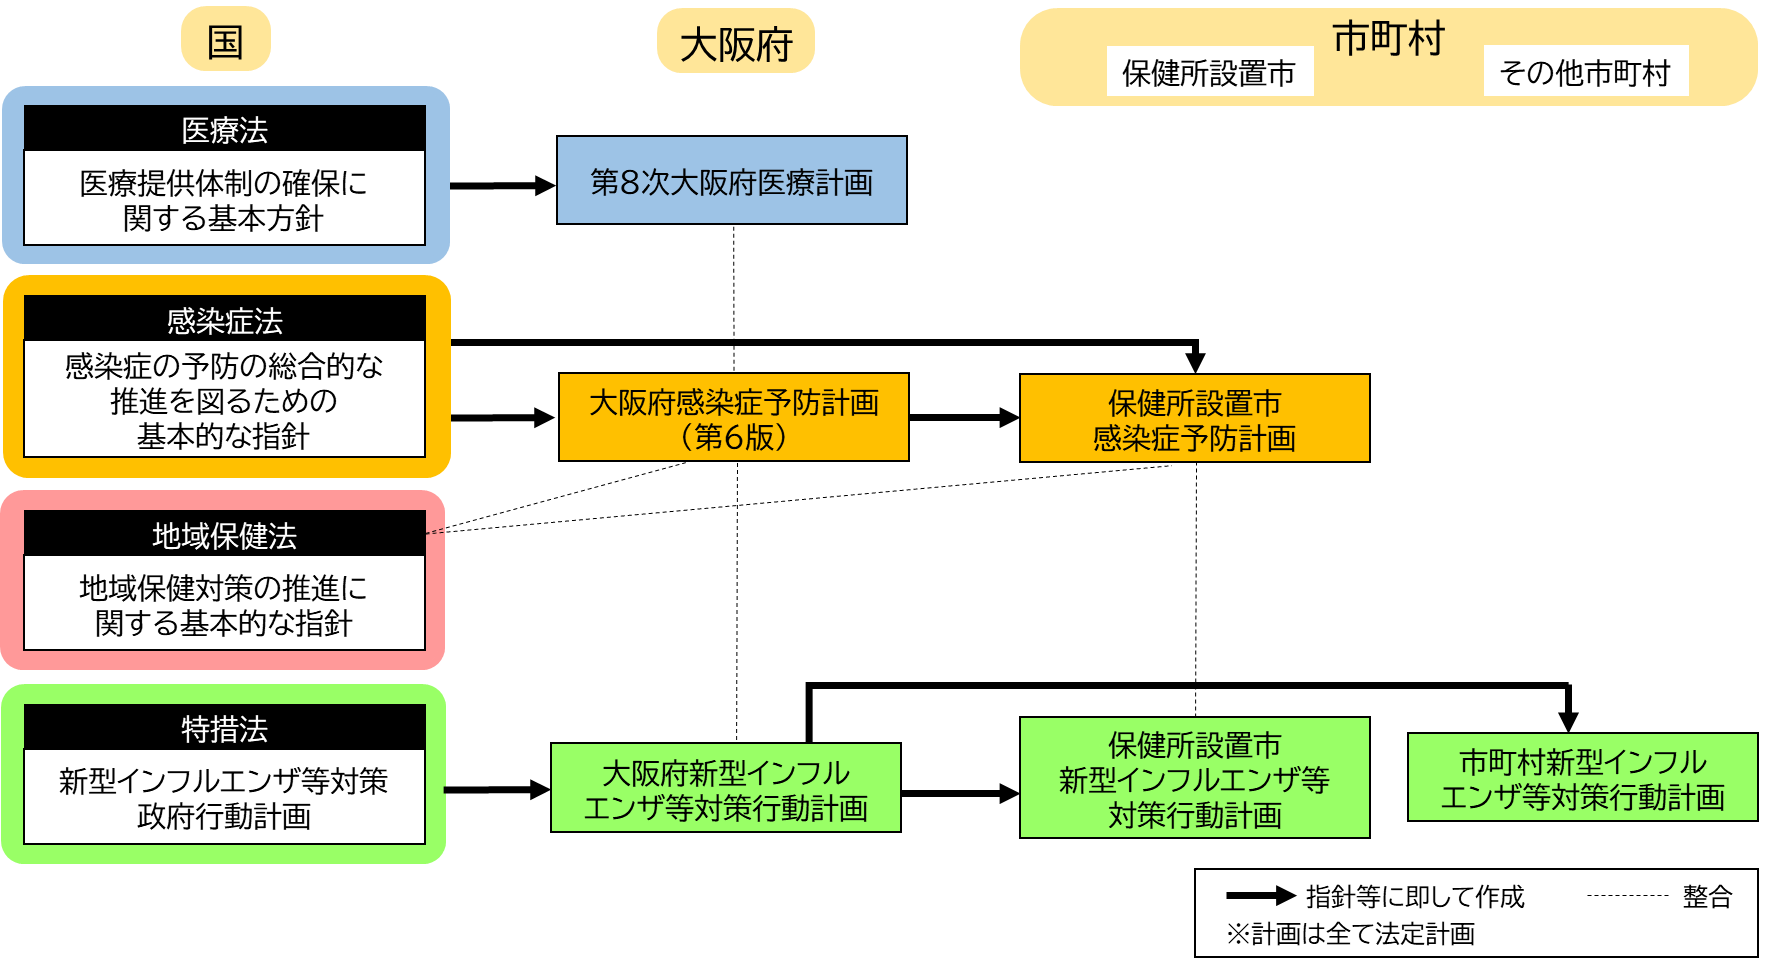 国
大阪府
市町村
保健所設置市
その他市町村
医療法
医療提供体制の確保に
関する基本方針
第8次大阪府医療計画
感染症法
感染症の予防の総合的な
推進を図るための
基本的な指針
大阪府感染症予防計画
（第6版）
保健所設置市
感染症予防計画
地域保健法
地域保健対策の推進に
関する基本的な指針
特措法
新型インフルエンザ等対策
政府行動計画
大阪府新型インフル
エンザ等対策行動計画
保健所設置市
新型インフルエンザ等
対策行動計画
市町村新型インフル
エンザ等対策行動計画
指針等に即して作成
整合
※計画は全て法定計画